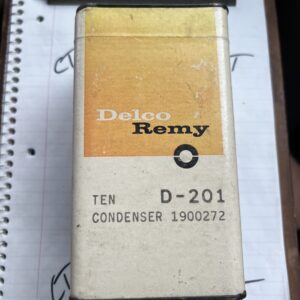 Delco
Remy
TEN D-201
CONDENSER 1900272